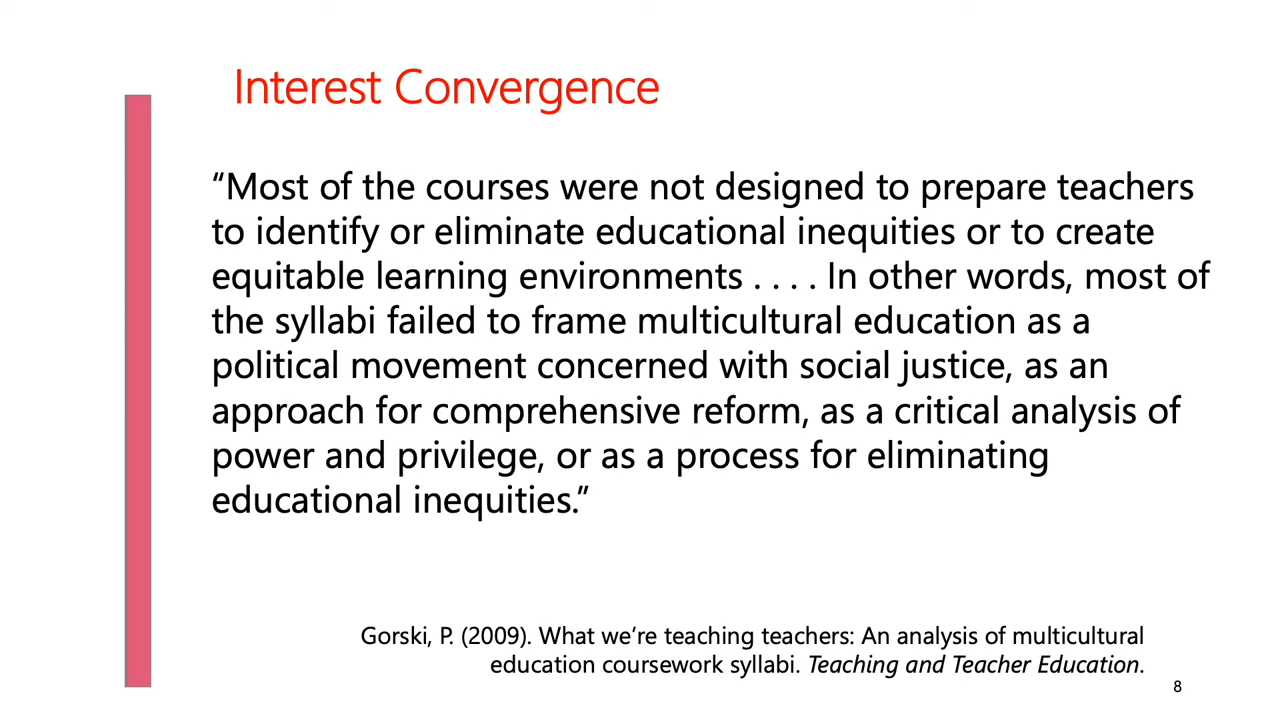 Interest Convergence
“Most of the courses were not designed to prepare teachers
to identify or eliminate educational inequities or to create
equitable learning environments . . . . In other words, most of
the syllabi failed to frame multicultural education as a
political movement concerned with social justice, as an
approach for comprehensive reform, as a critical analysis of
power and privilege, or as a process for eliminating
educational inequities.”
Gorski, P. (2009). What we’re teaching teachers: An analysis of multicultural
education coursework syllabi. Teaching and Teacher Education.
8